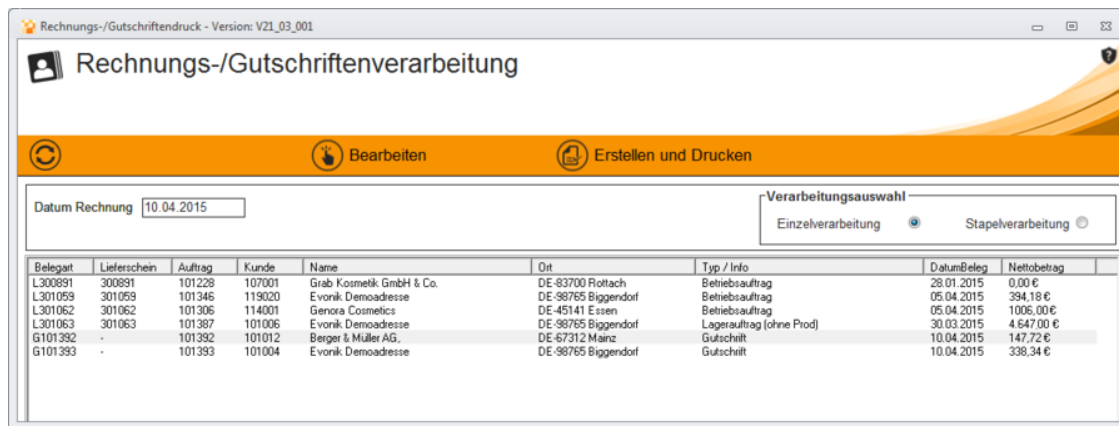 Rechnungs-/Gutschriftendruck - Version: V21_03_001
Rechnungs-/Gutschriftenverarbeitung
Bearbeiten Erstellen und Drucken
Verarbeitungsauswahl
Datum Rechnung 10.04.2015
Einzelverarbeitung Stapelverarbeitung
Belegart Lieferschein Auftrag Kunde Name Ort Typ / Info DatumBeleg Nettobetrag
L300891 300891 101228 107001 Grab Kosmetik GmbH & Co. DE-83700 Rottach Betriebsauftrag 28.01.2015 0,00 €
L301059 301059 101346 119020 Evonik Demoadresse DE-98765 Biggendorf Betriebsauftrag 05.04.2015 394,18 €
L301062 301062 101306 114001 Genora Cosmetics DE-45141 Essen Betriebsauftrag 05.04.2015 1006,00 €
L301063 301063 101387 101006 Evonik Demoadresse DE-98765 Biggendorf Lagerauftrag (ohne Prod) 30.03.2015 4.647,00 €
G101392 - 101392 101012 Berger & Müller AG, DE-67312 Mainz Gutschrift 10.04.2015 147,72 €
G101393 - 101393 101004 Evonik Demoadresse DE-98765 Biggendorf Gutschrift 10.04.2015 338,34 €